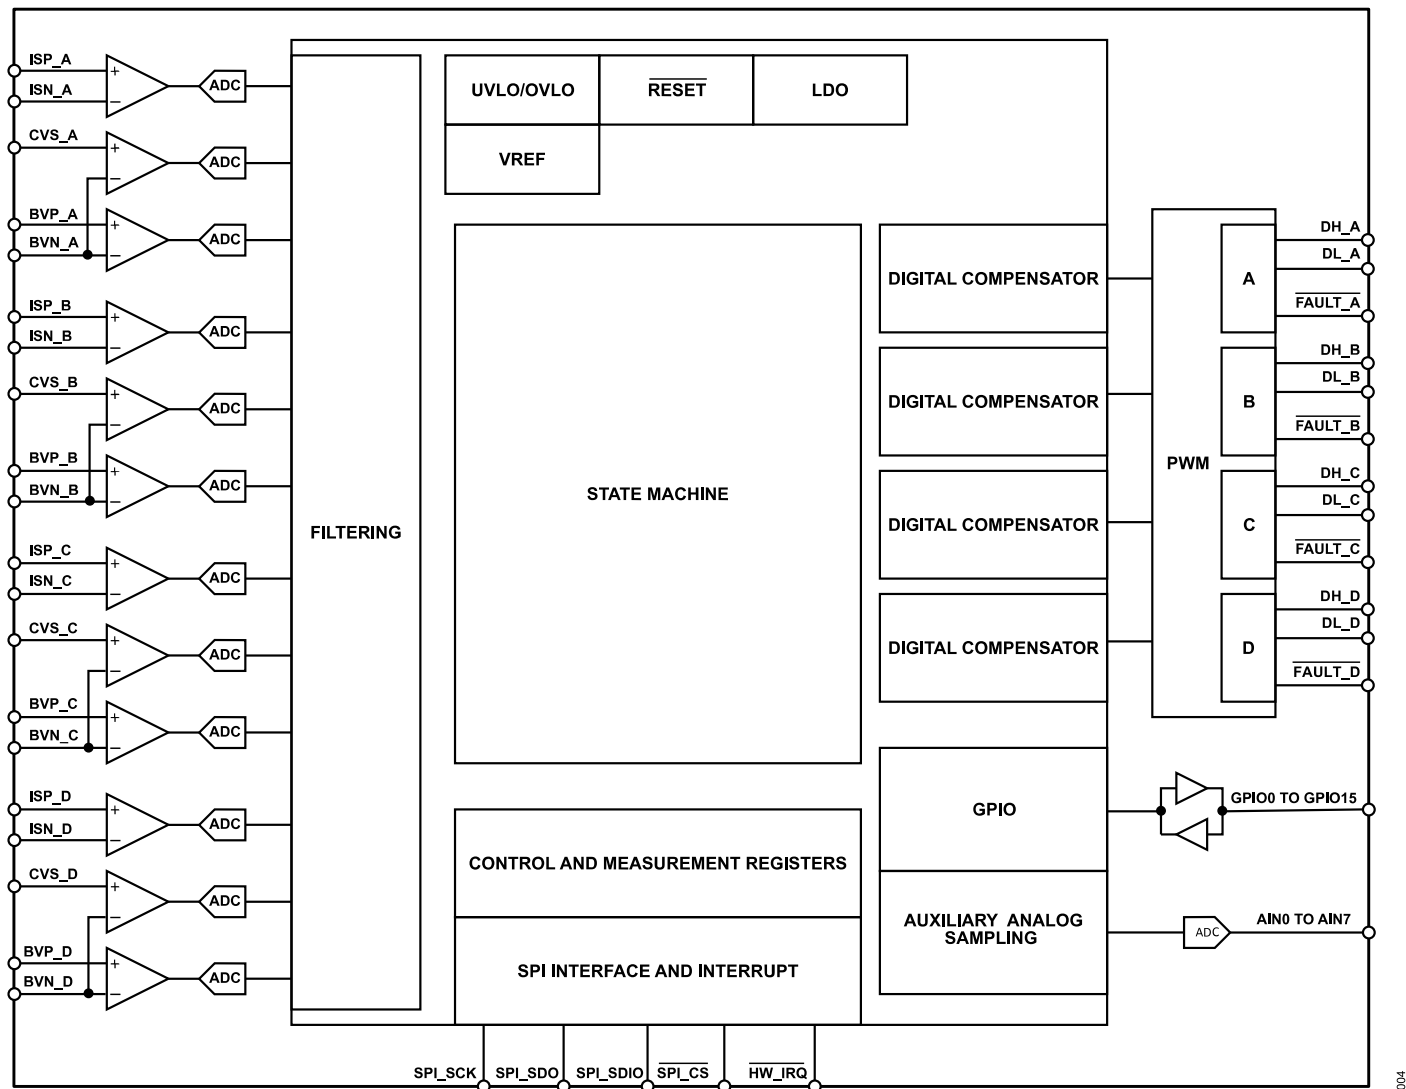 ISP_A
+
ADC
ISN_A
−
CVS_A
+
ADC
−
BVP_A
+
ADC
BVN_A
−
ISP_B
+
ADC
ISN_B
−
CVS_B
+
ADC
−
BVP_B
+
ADC
BVN_B
−
ISP_C
+
ADC
ISN_C
−
CVS_C
+
ADC
−
BVP_C
+
ADC
BVN_C
−
ISP_D
+
ADC
ISN_D
−
CVS_D
+
ADC
−
BVP_D
+
ADC
BVN_D
−
FILTERING
UVLO/OVLO
RESET
LDO
VREF
STATE MACHINE
CONTROL AND MEASUREMENT REGISTERS
SPI INTERFACE AND INTERRUPT
DIGITAL COMPENSATOR
DIGITAL COMPENSATOR
DIGITAL COMPENSATOR
DIGITAL COMPENSATOR
GPIO
AUXILIARY ANALOG
SAMPLING
PWM
A
B
C
D
DH_A
DL_A
FAULT_A
DH_B
DL_B
FAULT_B
DH_C
DL_C
FAULT_C
DH_D
DL_D
FAULT_D
GPIO0 TO GPIO15
ADC
AIN0 TO AIN7
SPI_SCK
SPI_SDO
SPI_SDIO
SPI_CS
HW_IRQ
004